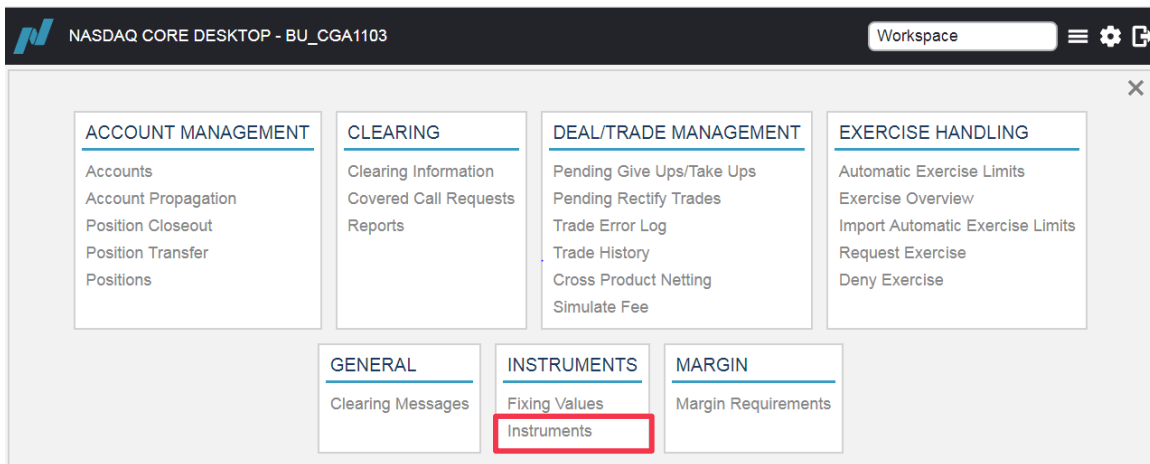 NASDAQ CORE DESKTOP - BU_CGA1103
Workspace
ACCOUNT MANAGEMENT
Accounts
Account Propagation
Position Closeout
Position Transfer
Positions
CLEARING
Clearing Information
Covered Call Requests
Reports
DEAL/TRADE MANAGEMENT
Pending Give Ups/Take Ups
Pending Rectify Trades
Trade Error Log
Trade History
Cross Product Netting
Simulate Fee
EXERCISE HANDLING
Automatic Exercise Limits
Exercise Overview
Import Automatic Exercise Limits
Request Exercise
Deny Exercise
GENERAL
Clearing Messages
INSTRUMENTS
Fixing Values
Instruments
MARGIN
Margin Requirements